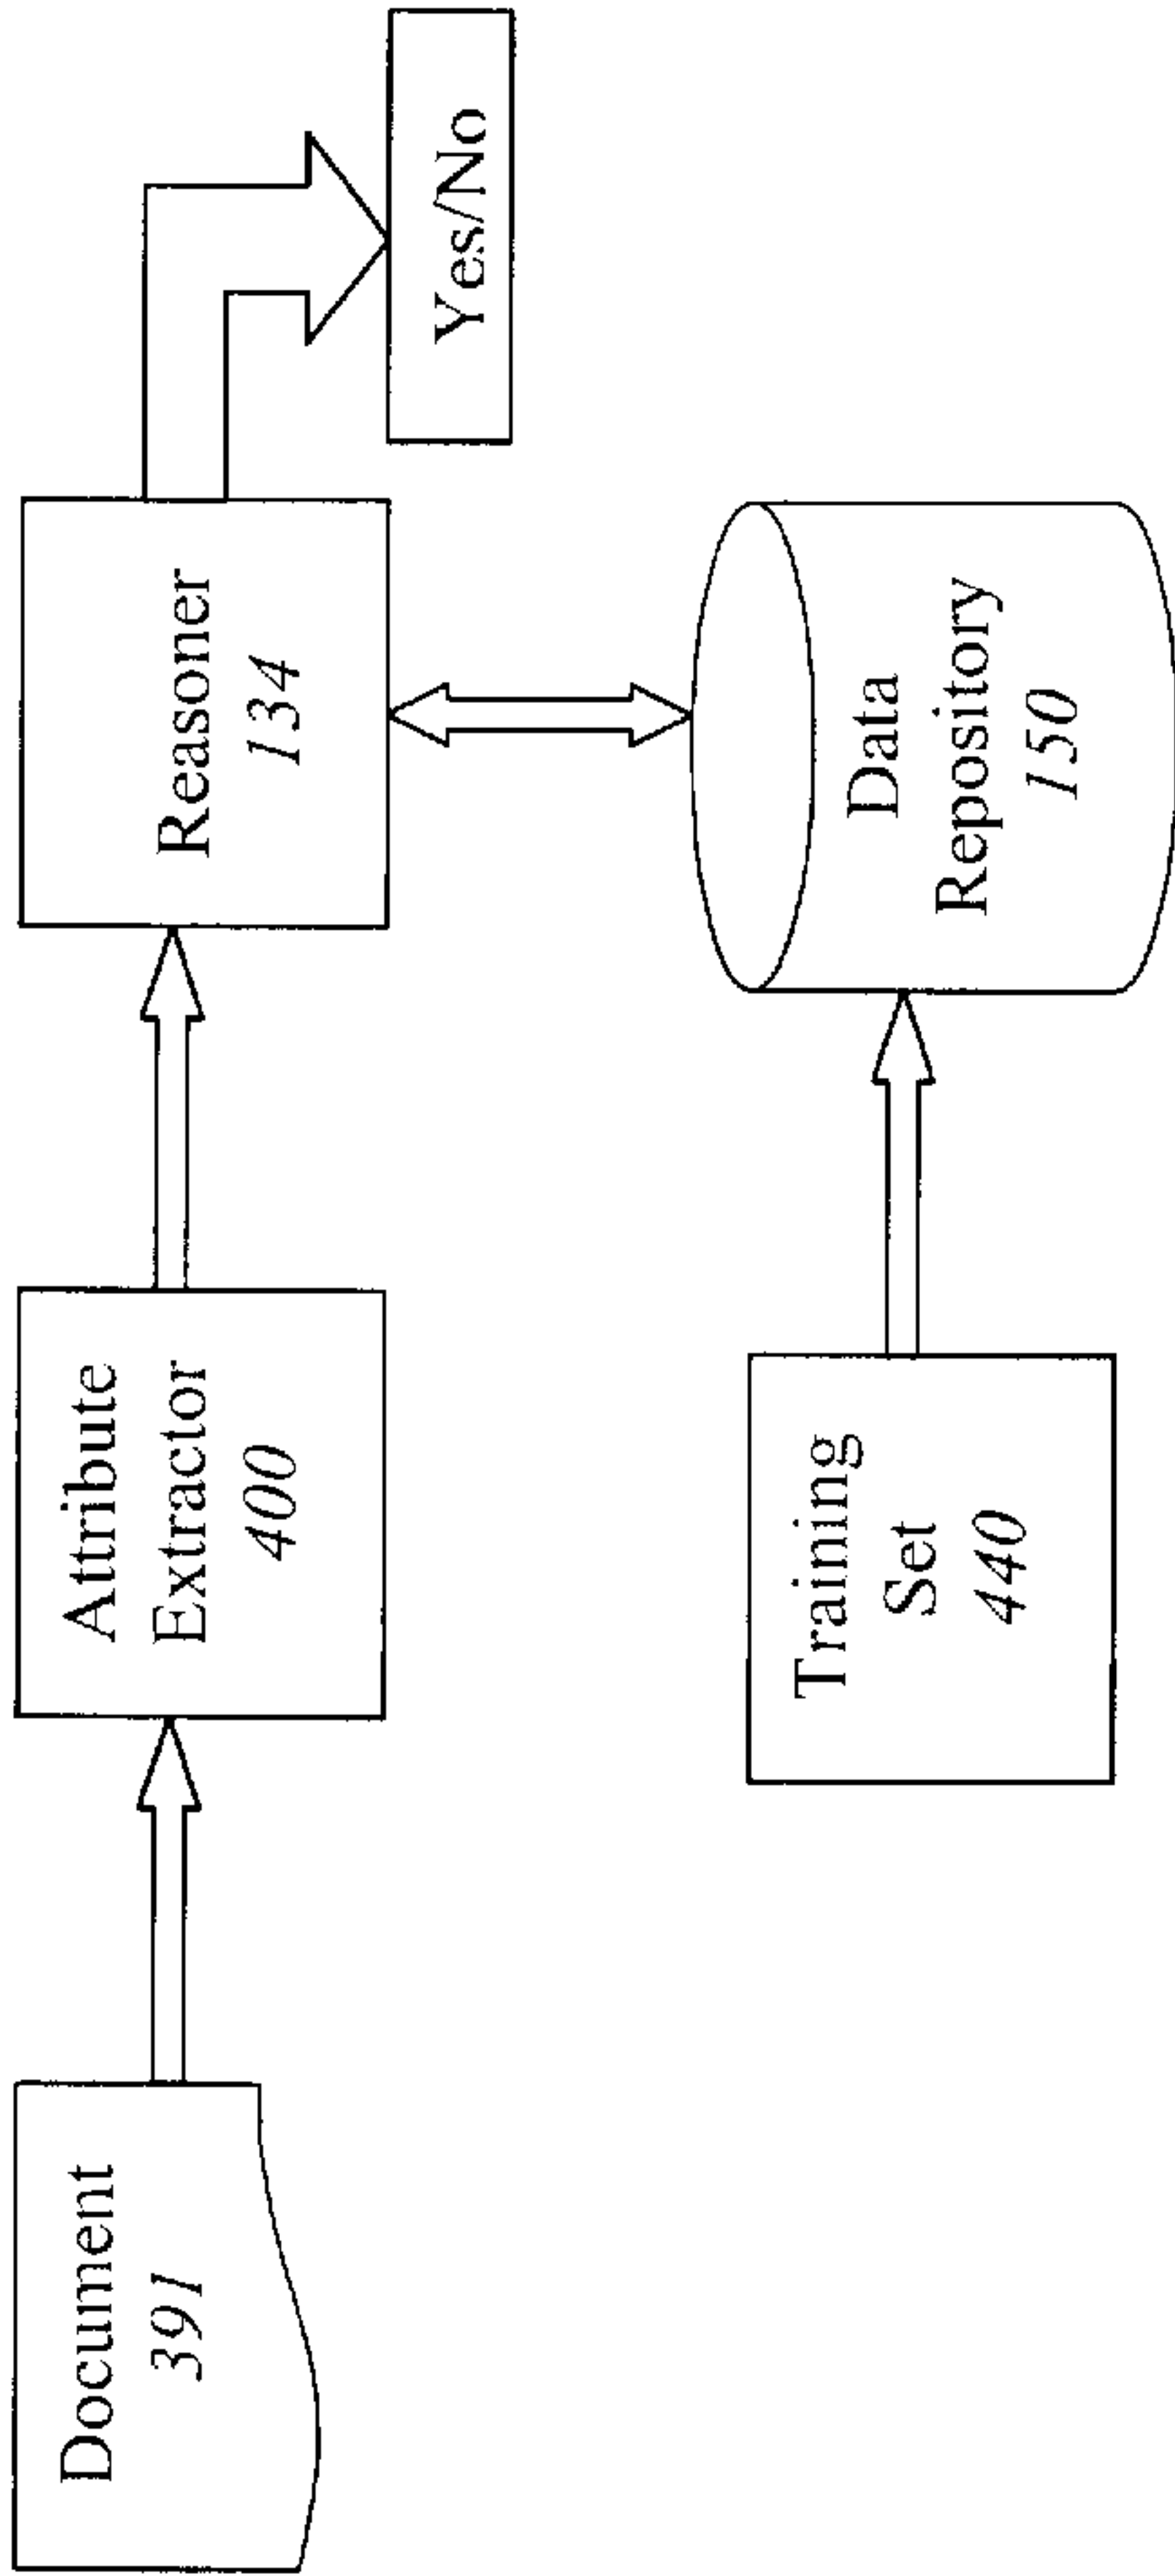 Document
391
Attribute
Extractor
400
Reasoner
134
Yes/No
Training
Set
440
Data
Repository
150